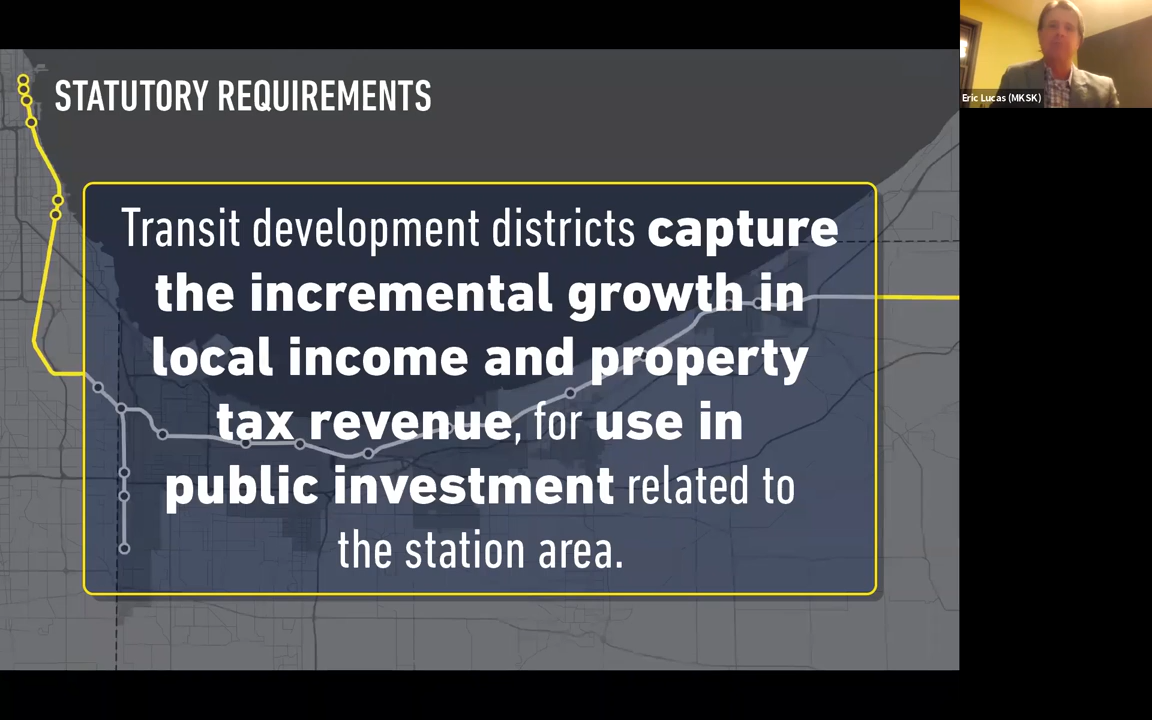 STATUTORY REQUIREMENTS
Transit development districts capture
the incremental growth in
local income and property
tax revenue, for use in
public investment related to
the station area.
Eric Lucas (MKSK)